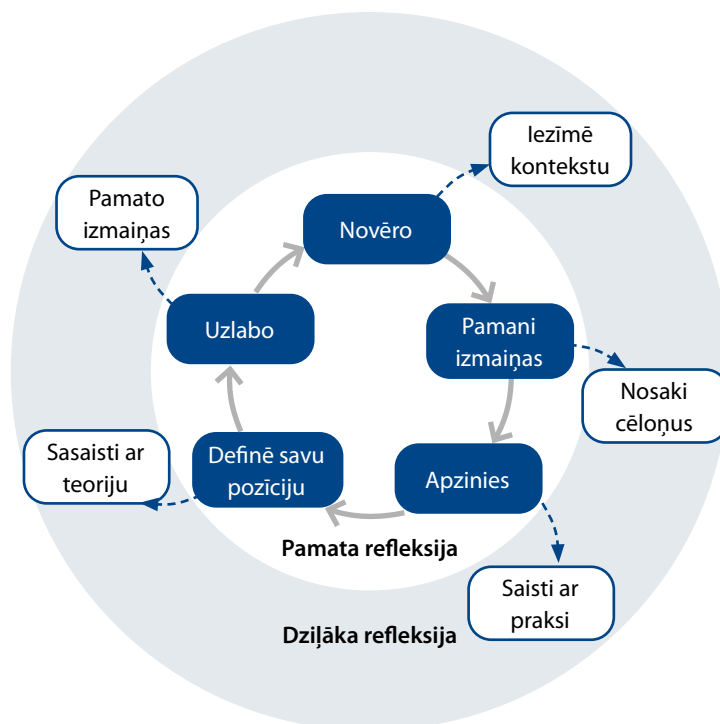 Iezīmē
kontekstu
Pamato
izmaiņas
Novēro
Uzlabo
Pamani
izmaiņas
Nosaki
cēloņus
Sasaisti ar
teoriju
Definē savu
pozīciju
Apzinies
Pamata refleksija
Saisti ar
praksi
Dziļāka refleksija